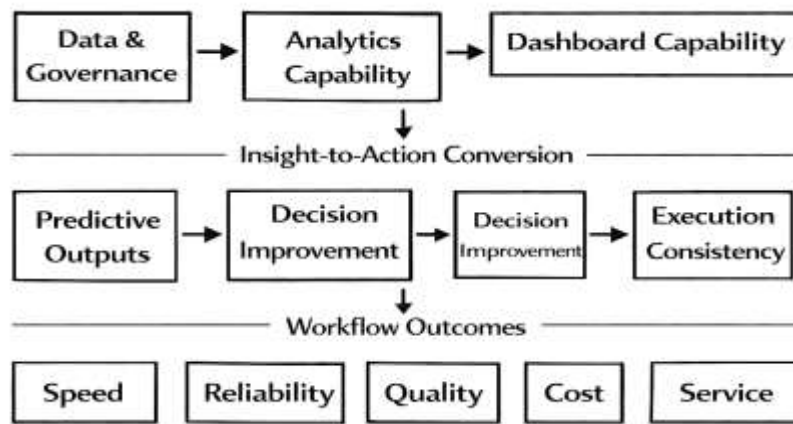 Data &
Governance
Analytics
Capability
Dashboard Capability
Insight-to-Action Conversion
Predictive
Outputs
Decision
Improvement
Decision
Improvement
Execution
Consistency
Workflow Outcomes
Speed
Reliability
Quality
Cost
Service